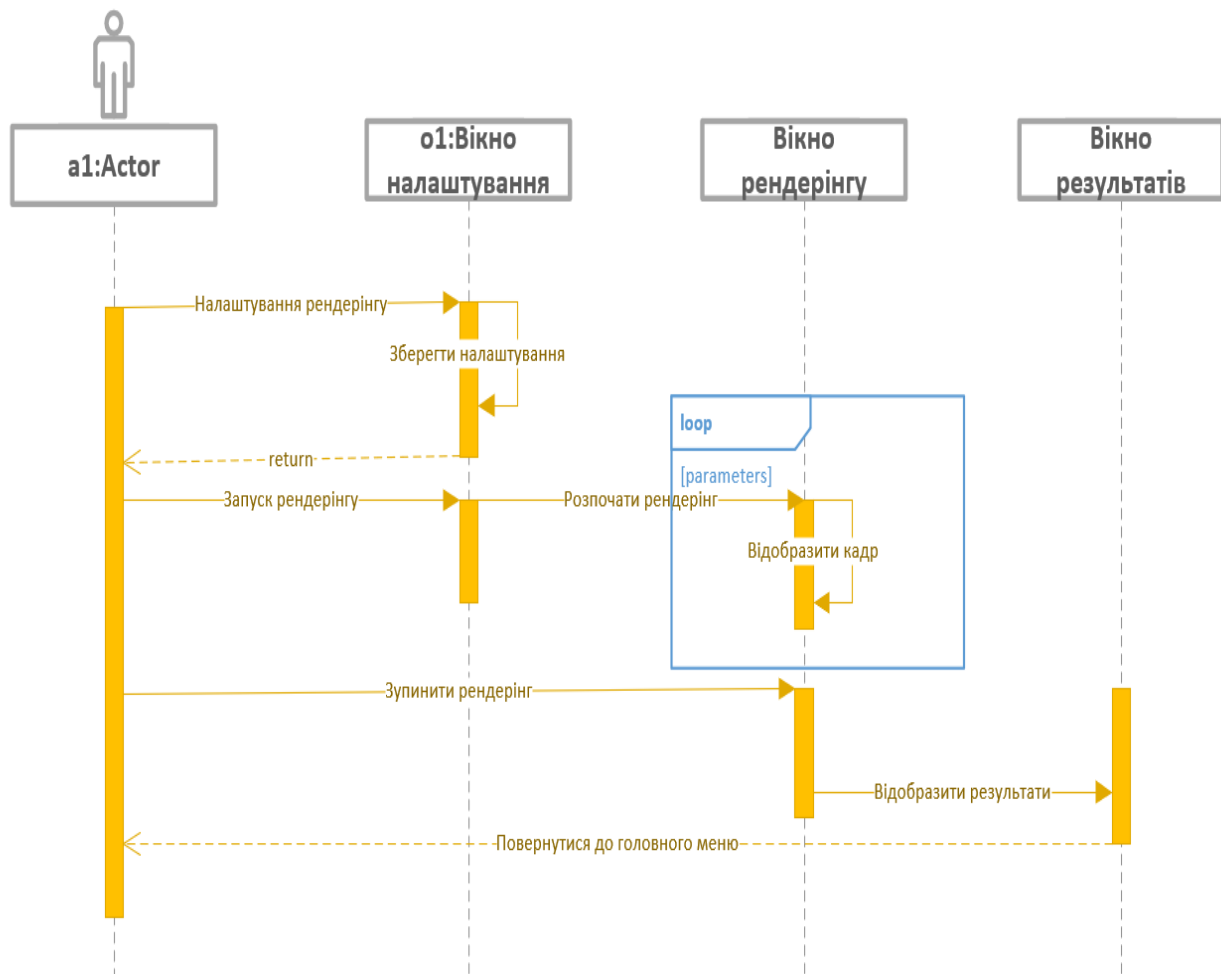 a1:Actor
o1:Вікно
налаштування
Вікно
рендерінгу
Вікно
результатів
Налаштування рендерінгу
Зберегти налаштування
loop
[parameters]
return
Запуск рендерінгу
Розпочати рендерінг
Відобразити кадр
Зупинити рендерінг
Відобразити результати
Повернутися до головного меню